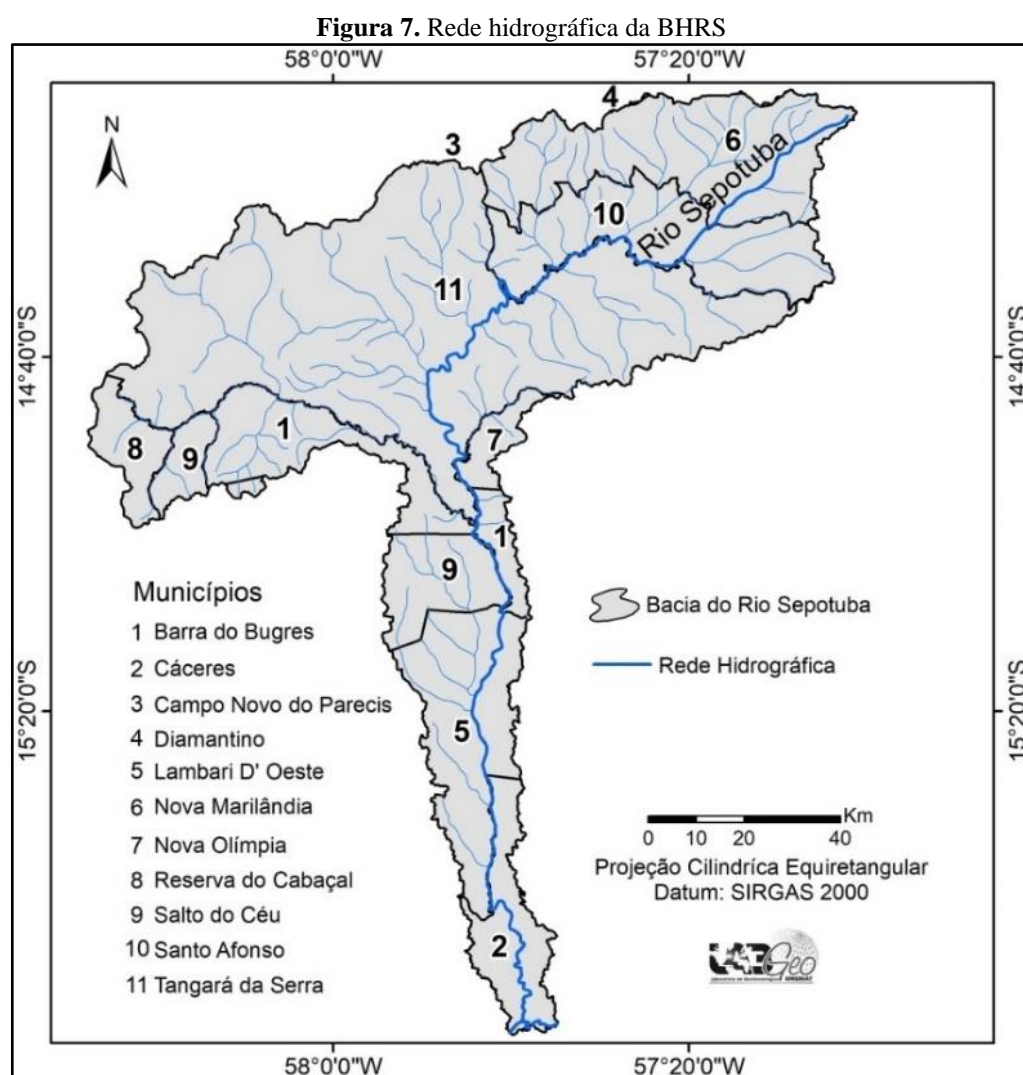 Figura 7. Rede hidrográfica da BHRS
58°0'0"W
57°20'0"W
N
4
3
6
Rio Sepotuba
10
11
14°40'0"S
14°40'0"S
1
7
8
9
1
9
Municípios
1 Barra do Bugres
2 Cáceres
3 Campo Novo do Parecis
4 Diamantino
5 Lambari D' Oeste
6 Nova Marilândia
7 Nova Olímpia
8 Reserva do Cabaçal
9 Salto do Céu
10 Santo Afonso
11 Tangará da Serra
Bacia do Rio Sepotuba
Rede Hidrográfica
15°20'0"S
15°20'0"S
5
Km
0 10 20 40
Projeção Cilindríca Equiretangular
Datum: SIRGAS 2000
2
LAB Geo
UNEMAT
58°0'0"W
57°20'0"W